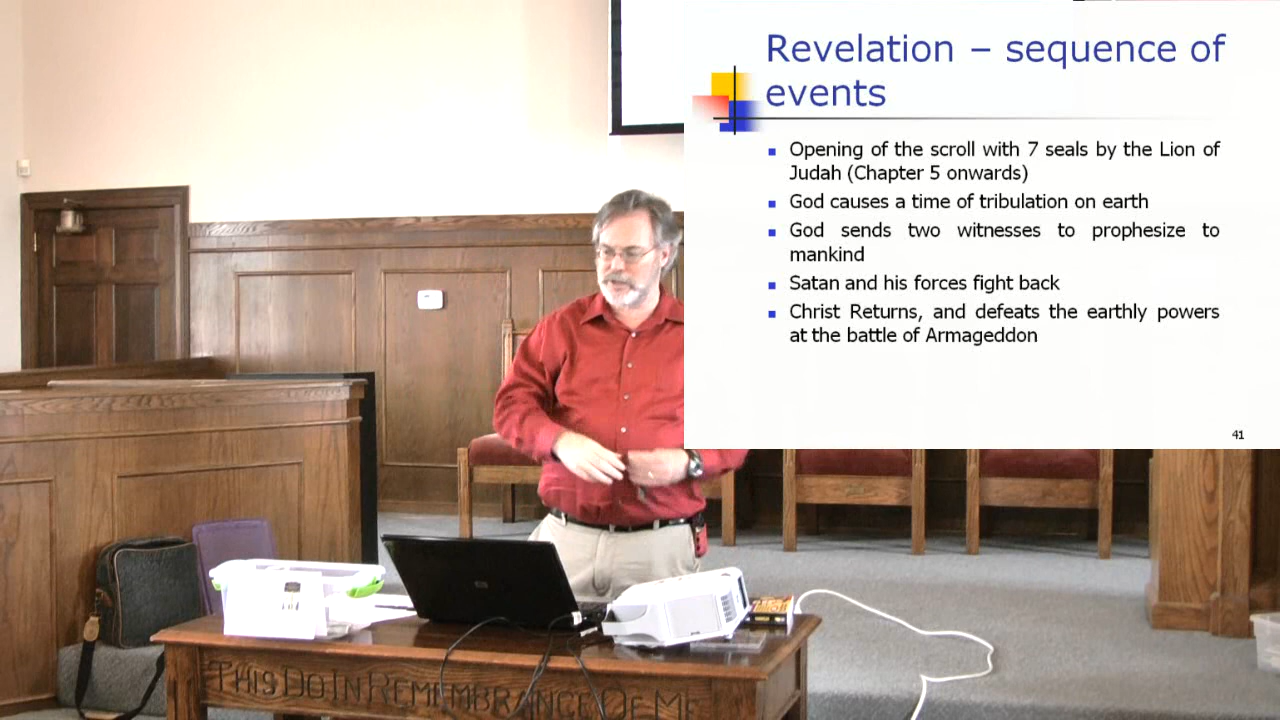 Revelation – sequence of
events
Opening of the scroll with 7 seals by the Lion of
Judah (Chapter 5 onwards)
God causes a time of tribulation on earth
God sends two witnesses to prophesize to
mankind
Satan and his forces fight back
Christ Returns, and defeats the earthly powers
at the battle of Armageddon
41
THIS DO IN REMEMBRANCE OF ME